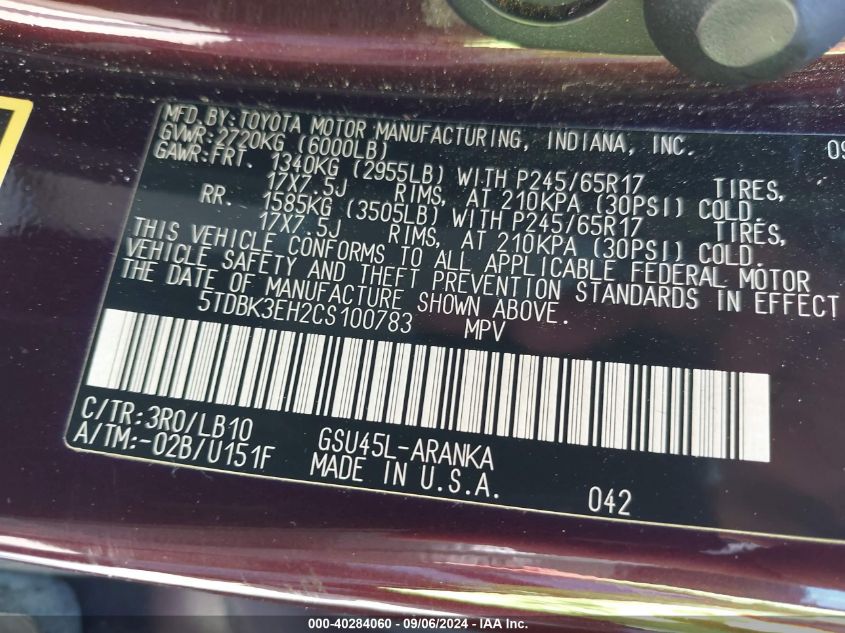 MFD.BY:TOYOTA MOTOR MANUFACTURING, INDIANA, INC. 09
GVWR:2720KG (6000LB)
GAWR:FRT. 1340KG (2955LB) WITH P245/65R17 TIRES,
17X7.5J RIMS, AT 210KPA (30PSI) COLD.
RR. 1585KG (3505LB) WITH P245/65R17 TIRES,
17X7.5J RIMS, AT 210KPA (30PSI) COLD.
THIS VEHICLE CONFORMS TO ALL APPLICABLE FEDERAL MOTOR
VEHICLE SAFETY AND THEFT PREVENTION STANDARDS IN EFFECT
THE DATE OF MANUFACTURE SHOWN ABOVE.
5TDBK3EH2CS100783 MPV
C/TR:3R0/LB10 GSU45L-ARANKA
A/TM:-02B/U151F MADE IN U.S.A. 042
000-40284060 - 09/06/2024 - IAA Inc.